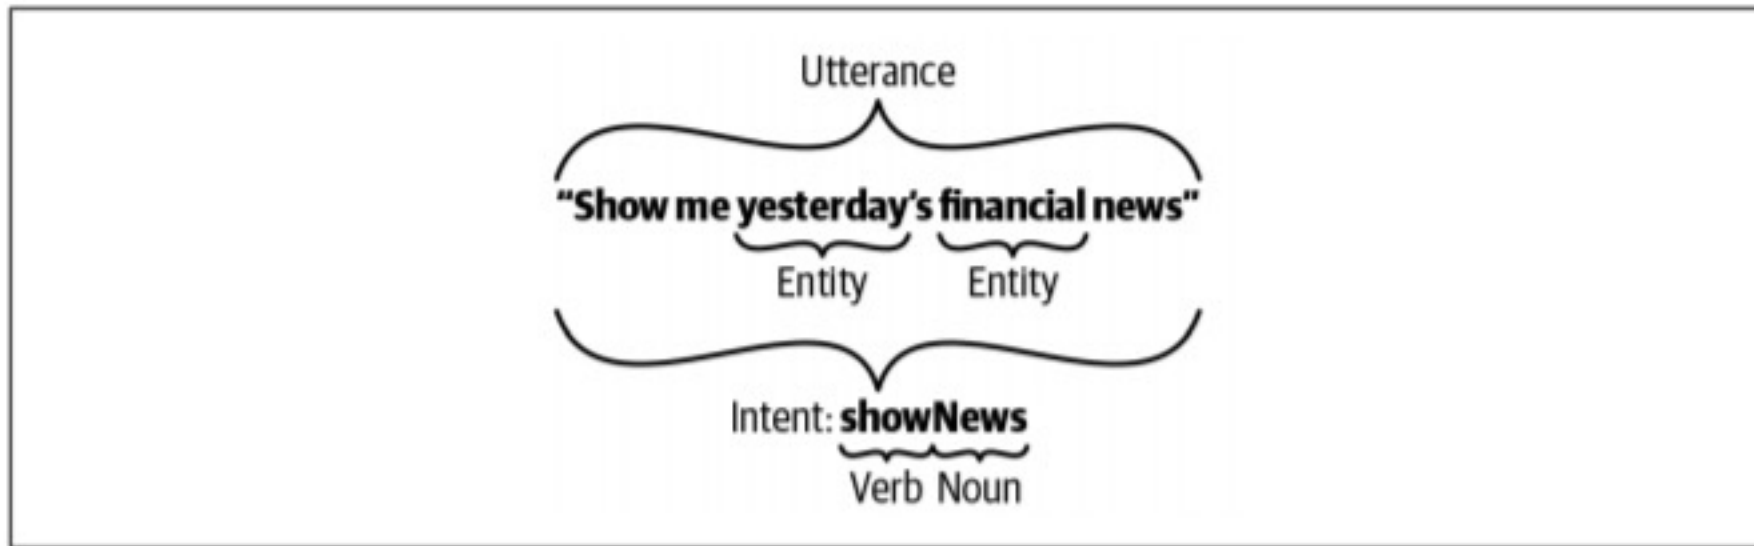 Utterance
“Show me yesterday’s financial news”
Entity Entity
Intent: showNews
Verb Noun